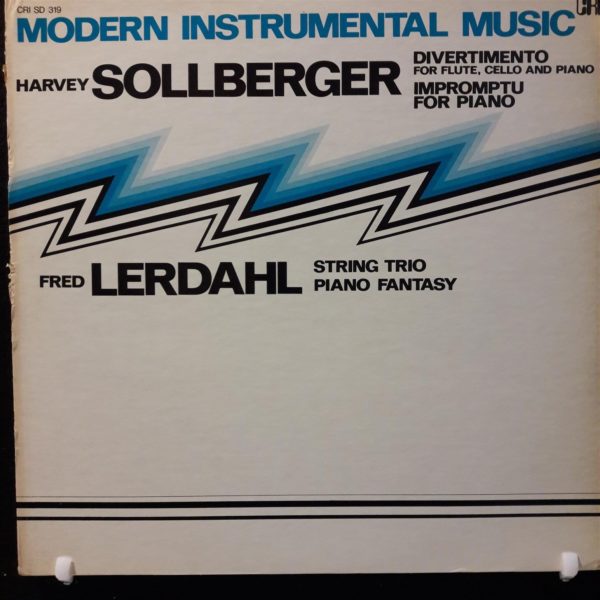 CRI SD 319
MODERN INSTRUMENTAL MUSIC
HARVEY SOLLBERGER
DIVERTIMENTO
FOR FLUTE, CELLO AND PIANO
IMPROMPTU
FOR PIANO
FRED LERDAHL
STRING TRIO
PIANO FANTASY